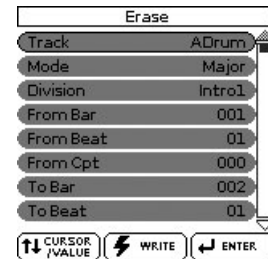 Erase
Track ADrum
Mode Major
Division Intro1
From Bar 001
From Beat 01
From Cpt 000
To Bar 002
To Beat 01
CURSOR /VALUE WRITE ENTER